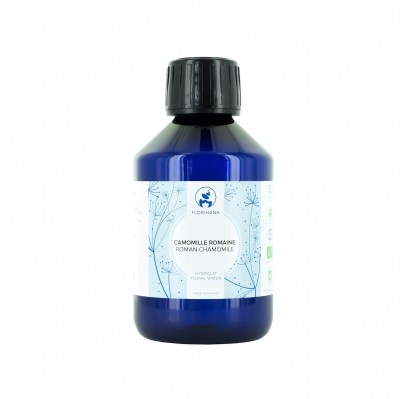 FLORIHANA
CAMOMILLE ROMAINE
ROMAN CHAMOMILE
HYDROLAT
FLORAL WATER